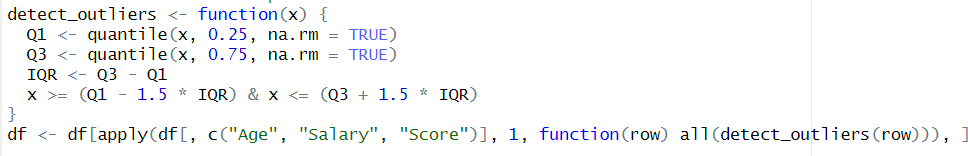 detect_outliers <- function(x) {
  Q1 <- quantile(x, 0.25, na.rm = TRUE)
  Q3 <- quantile(x, 0.75, na.rm = TRUE)
  IQR <- Q3 - Q1
  x >= (Q1 - 1.5 * IQR) & x <= (Q3 + 1.5 * IQR)
}
df <- df[apply(df[, c("Age", "Salary", "Score")], 1, function(row) all(detect_outliers(row))), ]